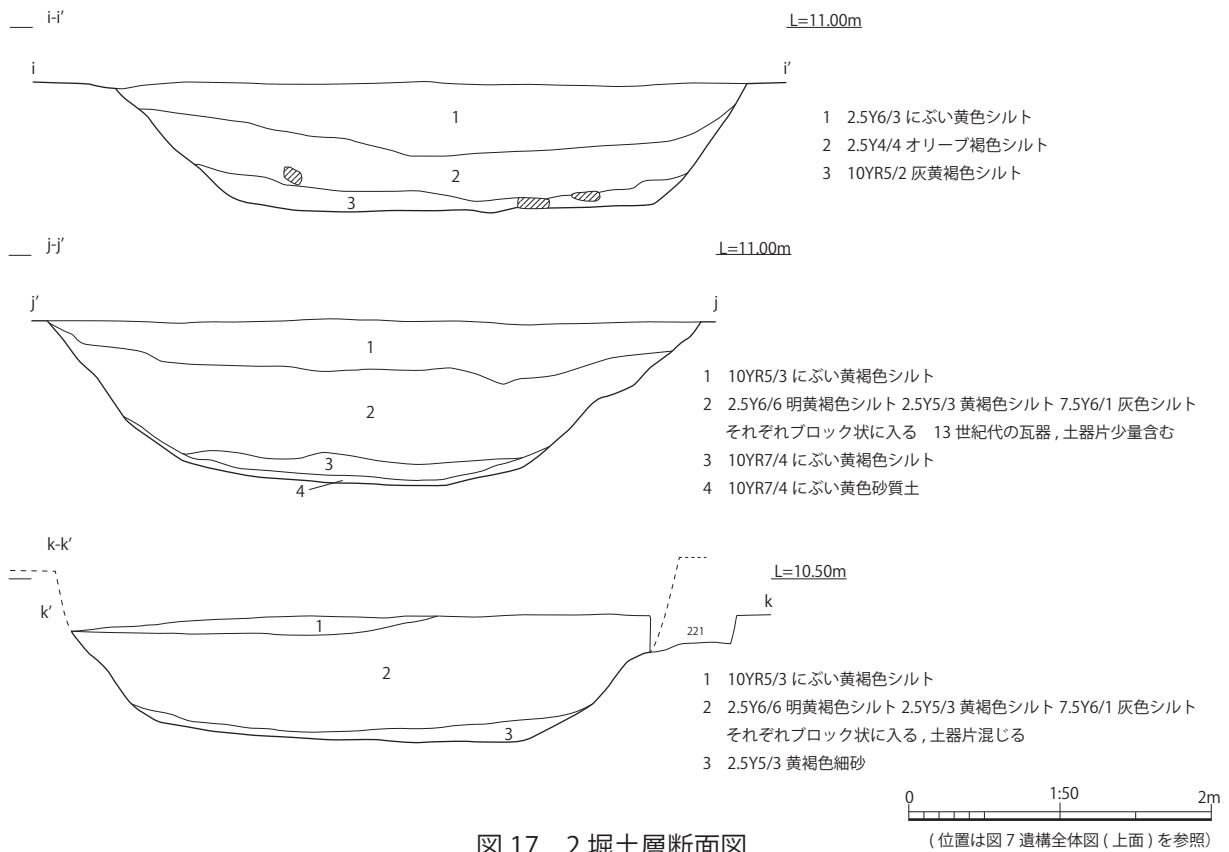 i-i’
L=11.00m
i
i’
1
2
3
1 2.5Y6/3 にぶい黄色シルト
2 2.5Y4/4 オリーブ褐色シルト
3 10YR5/2 灰黄褐色シルト
j-j’
L=11.00m
j’
j
1
2
3
4
1 10YR5/3 にぶい黄褐色シルト
2 2.5Y6/6 明黄褐色シルト 2.5Y5/3 黄褐色シルト 7.5Y6/1 灰色シルト
それぞれブロック状に入る 13 世紀代の瓦器 , 土器片少量含む
3 10YR7/4 にぶい黄褐色シルト
4 10YR7/4 にぶい黄色砂質土
k-k’
L=10.50m
k’
k
1
221
2
3
1 10YR5/3 にぶい黄褐色シルト
2 2.5Y6/6 明黄褐色シルト 2.5Y5/3 黄褐色シルト 7.5Y6/1 灰色シルト
それぞれブロック状に入る , 土器片混じる
3 2.5Y5/3 黄褐色細砂
0 1:50 2m
( 位置は図 7 遺構全体図 ( 上面 ) を参照)
図 17 2 堀土層断面図